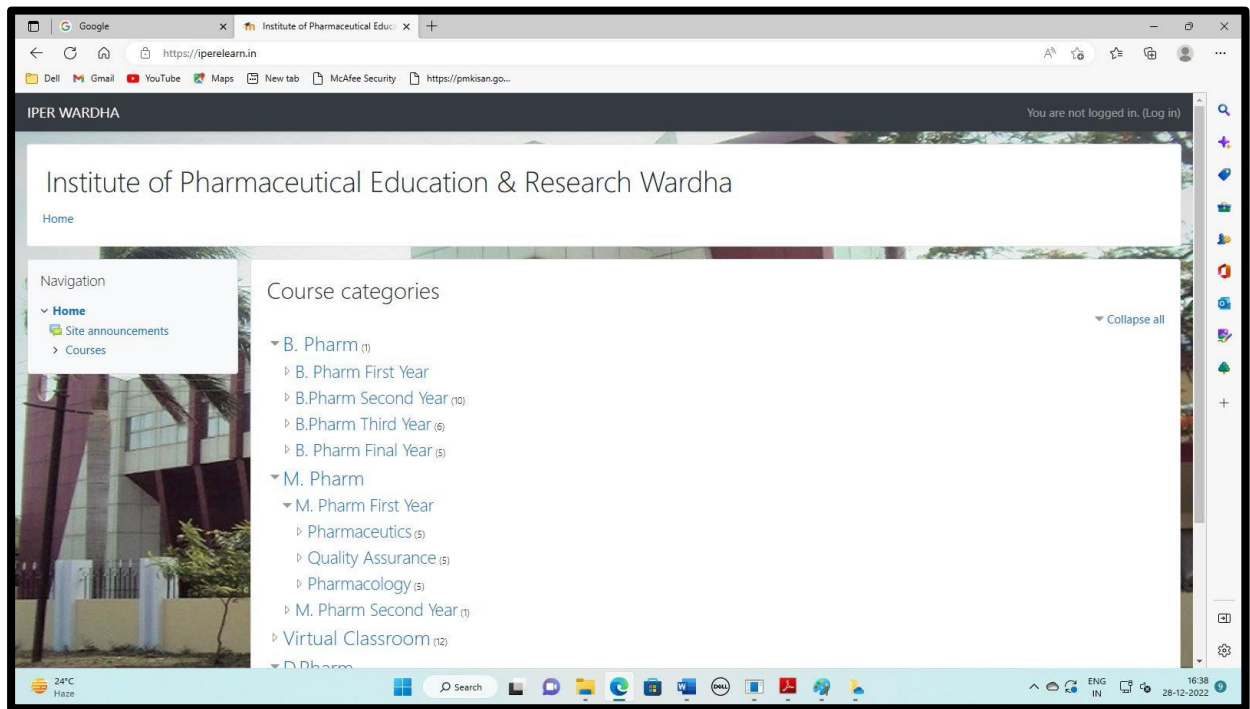 Google
Institute of Pharmaceutical Educ
https://iperelearn.in
Dell
Gmail
YouTube
Maps
New tab
McAfee Security
https://pmkisan.go...
IPER WARDHA
You are not logged in. (Log in)
Institute of Pharmaceutical Education & Research Wardha
Home
Navigation
Home
Site announcements
Courses
Course categories
Collapse all
B. Pharm (1)
B. Pharm First Year
B.Pharm Second Year (10)
B.Pharm Third Year (6)
B. Pharm Final Year (5)
M. Pharm
M. Pharm First Year
Pharmaceutics (5)
Quality Assurance (5)
Pharmacology (5)
M. Pharm Second Year (1)
Virtual Classroom (12)
D.Pharm
24°C
Haze
Search
DELL
ENG
IN
16:38
28-12-2022
9